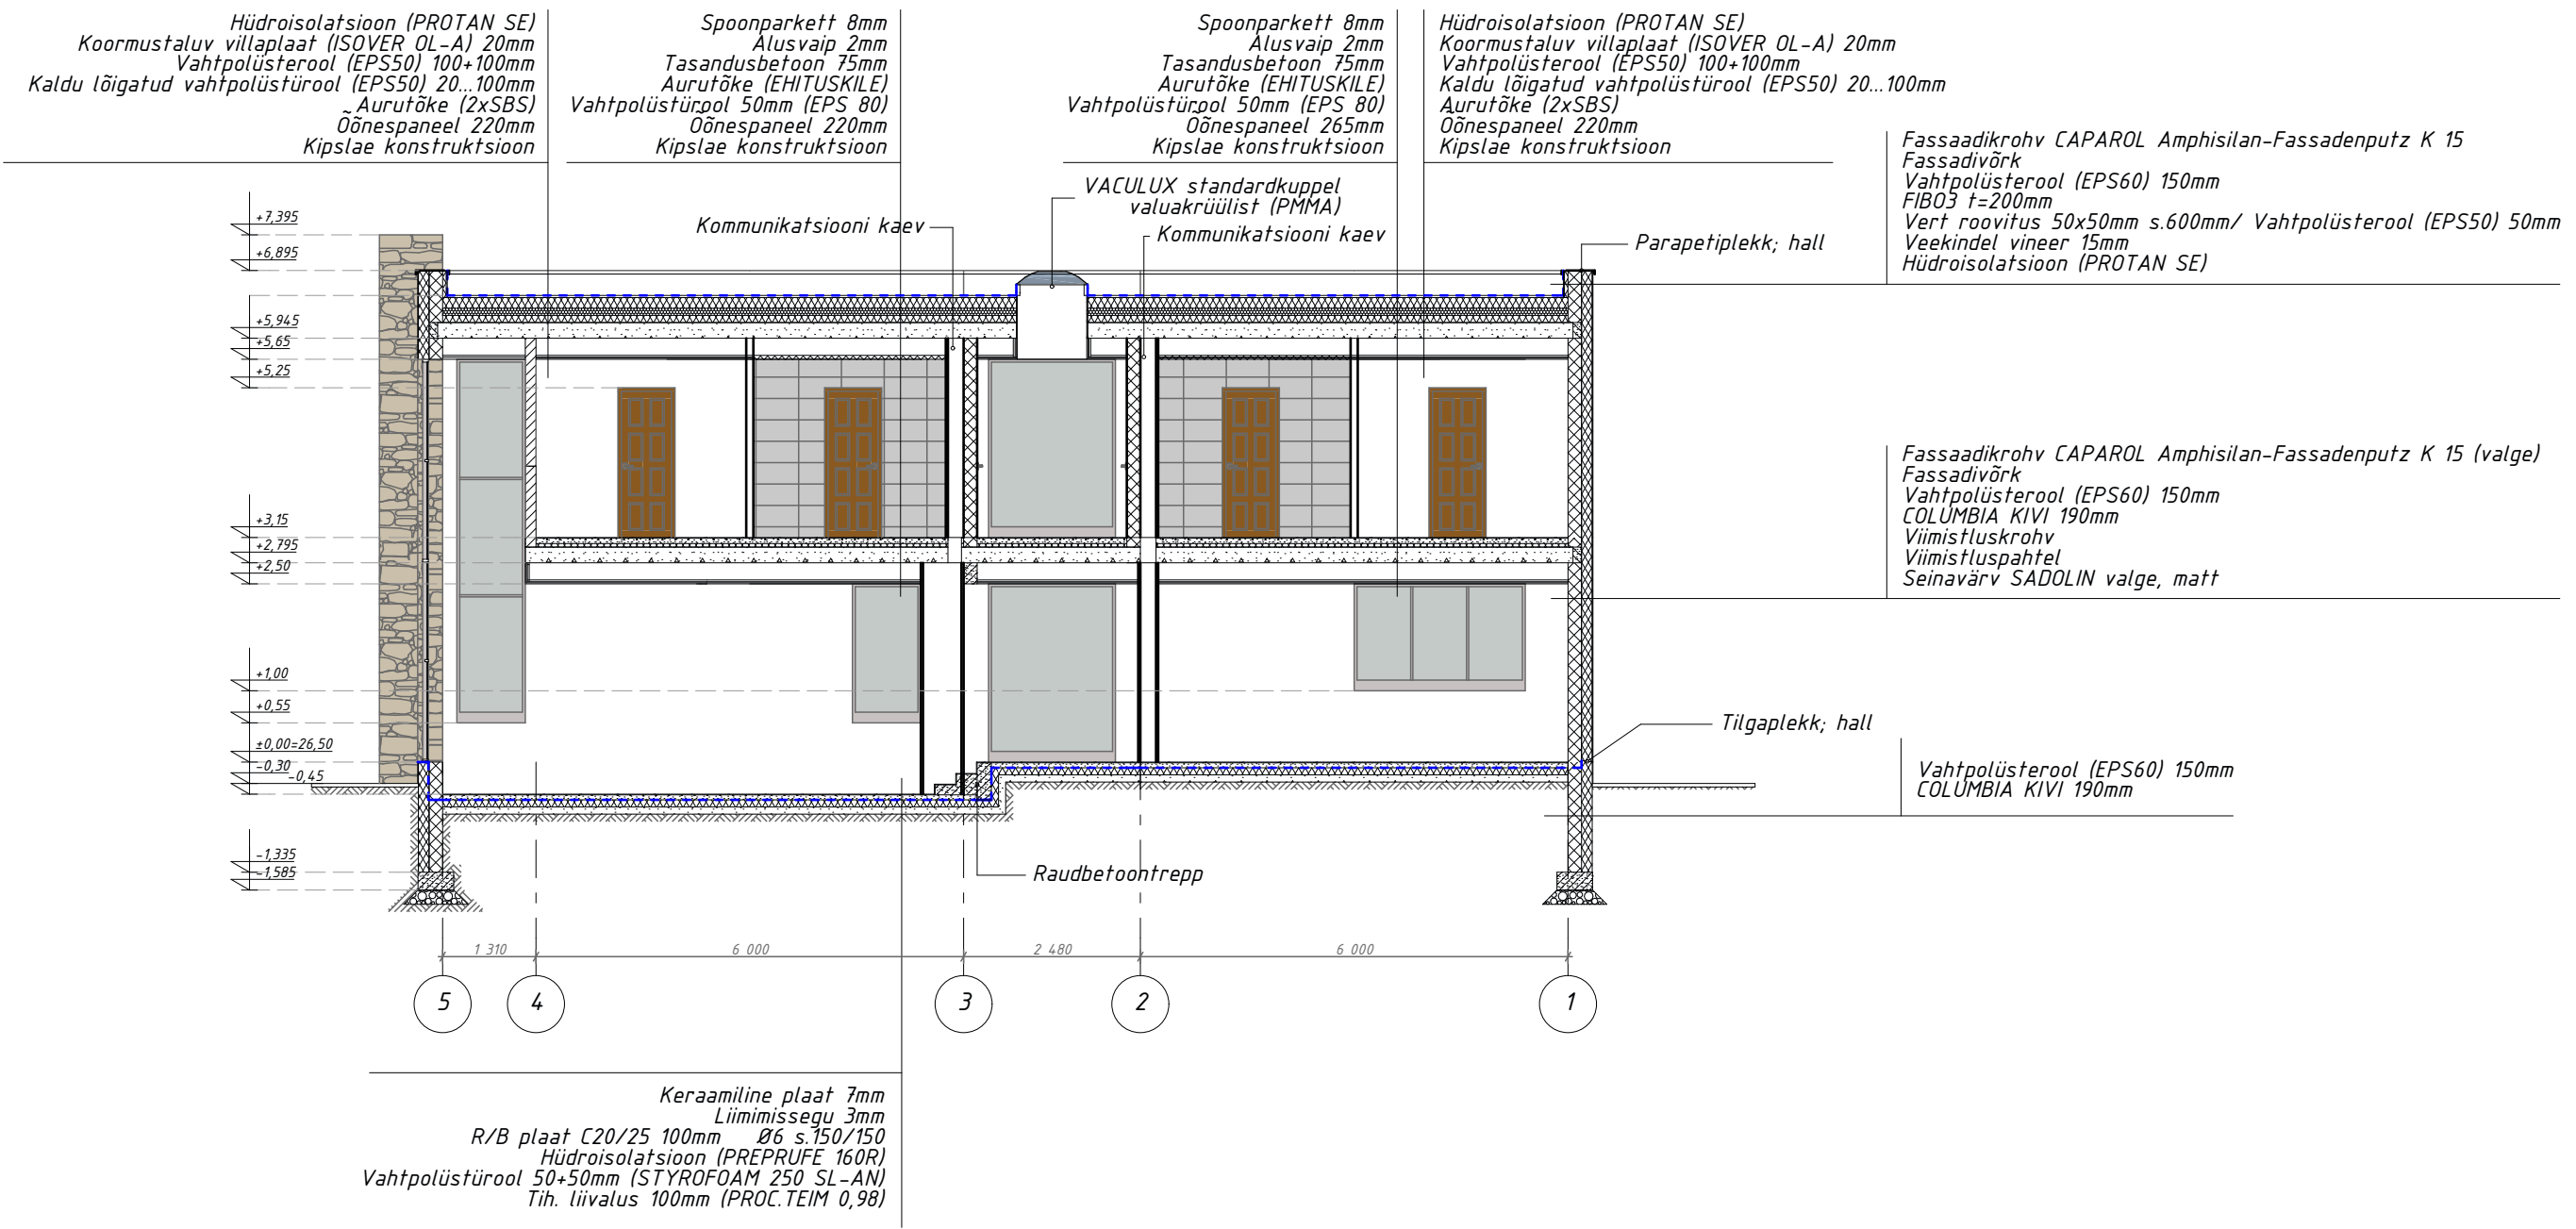 Hüdroisolatsioon (PROTAN SE)
Koormustaluv villaplaat (ISOVER OL-A) 20mm
Vahtpolüsterool (EPS50) 100+100mm
Kaldu lõigatud vahtpolüstürool (EPS50) 20...100mm
Aurutõke (2xSBS)
Õõnespaneel 220mm
Kipslae konstruktsioon
Spoonparkett 8mm
Alusvaip 2mm
Tasandusbetoon 75mm
Aurutõke (EHITUSKILE)
Vahtpolüstürool 50mm (EPS 80)
Õõnespaneel 220mm
Kipslae konstruktsioon
Spoonparkett 8mm
Alusvaip 2mm
Tasandusbetoon 75mm
Aurutõke (EHITUSKILE)
Vahtpolüstürool 50mm (EPS 80)
Õõnespaneel 265mm
Kipslae konstruktsioon
Hüdroisolatsioon (PROTAN SE)
Koormustaluv villaplaat (ISOVER OL-A) 20mm
Vahtpolüsterool (EPS50) 100+100mm
Kaldu lõigatud vahtpolüstürool (EPS50) 20...100mm
Aurutõke (2xSBS)
Õõnespaneel 220mm
Kipslae konstruktsioon
Fassaadikrohv CAPAROL Amphisilan-Fassadenputz K 15
Fassadivõrk
Vahtpolüsterool (EPS60) 150mm
FIBO3 t=200mm
Vert roovitus 50x50mm s.600mm/ Vahtpolüsterool (EPS50) 50mm
Veekindel vineer 15mm
Hüdroisolatsioon (PROTAN SE)
VACULUX standardkuppel
valuakrüülist (PMMA)
Kommunikatsiooni kaev
Kommunikatsiooni kaev
Parapetiplekk; hall
+7,395
+6,895
+5,945
+5,65
+5,25
+3,15
+2,795
+2,50
+1,00
+0,55
±0,00=26,50
-0,30
-0,45
-1,335
-1,585
Fassaadikrohv CAPAROL Amphisilan-Fassadenputz K 15 (valge)
Fassadivõrk
Vahtpolüsterool (EPS60) 150mm
COLUMBIA KIVI 190mm
Viimistluskrohv
Viimistluspahtel
Seinavärv SADOLIN valge, matt
Tilgaplekk; hall
Vahtpolüsterool (EPS60) 150mm
COLUMBIA KIVI 190mm
Raudbetoontrepp
1 310
6 000
2 480
6 000
5
4
3
2
1
Keraamiline plaat 7mm
Liimimissegu 3mm
R/B plaat C20/25 100mm Ø6 s.150/150
Hüdroisolatsioon (PREPRUFE 160R)
Vahtpolüstürool 50+50mm (STYROFOAM 250 SL-AN)
Tih. liivalus 100mm (PROC.TEIM 0,98)